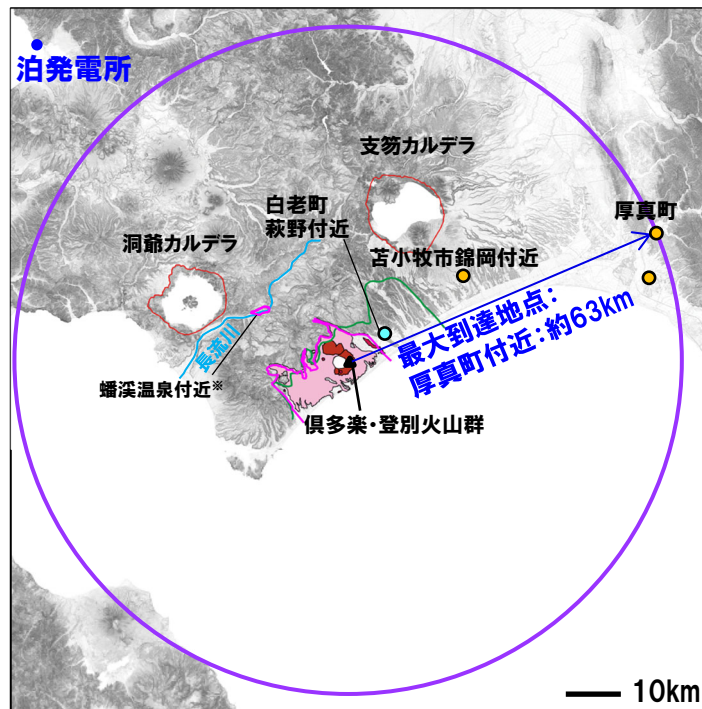 泊発電所
支笏カルデラ
白老町
萩野付近
厚真町
洞爺カルデラ
苫小牧市錦岡付近
最大到達地点:
厚真町付近:約63km
長流川
蟠渓温泉付近※
倶多楽・登別火山群
10km